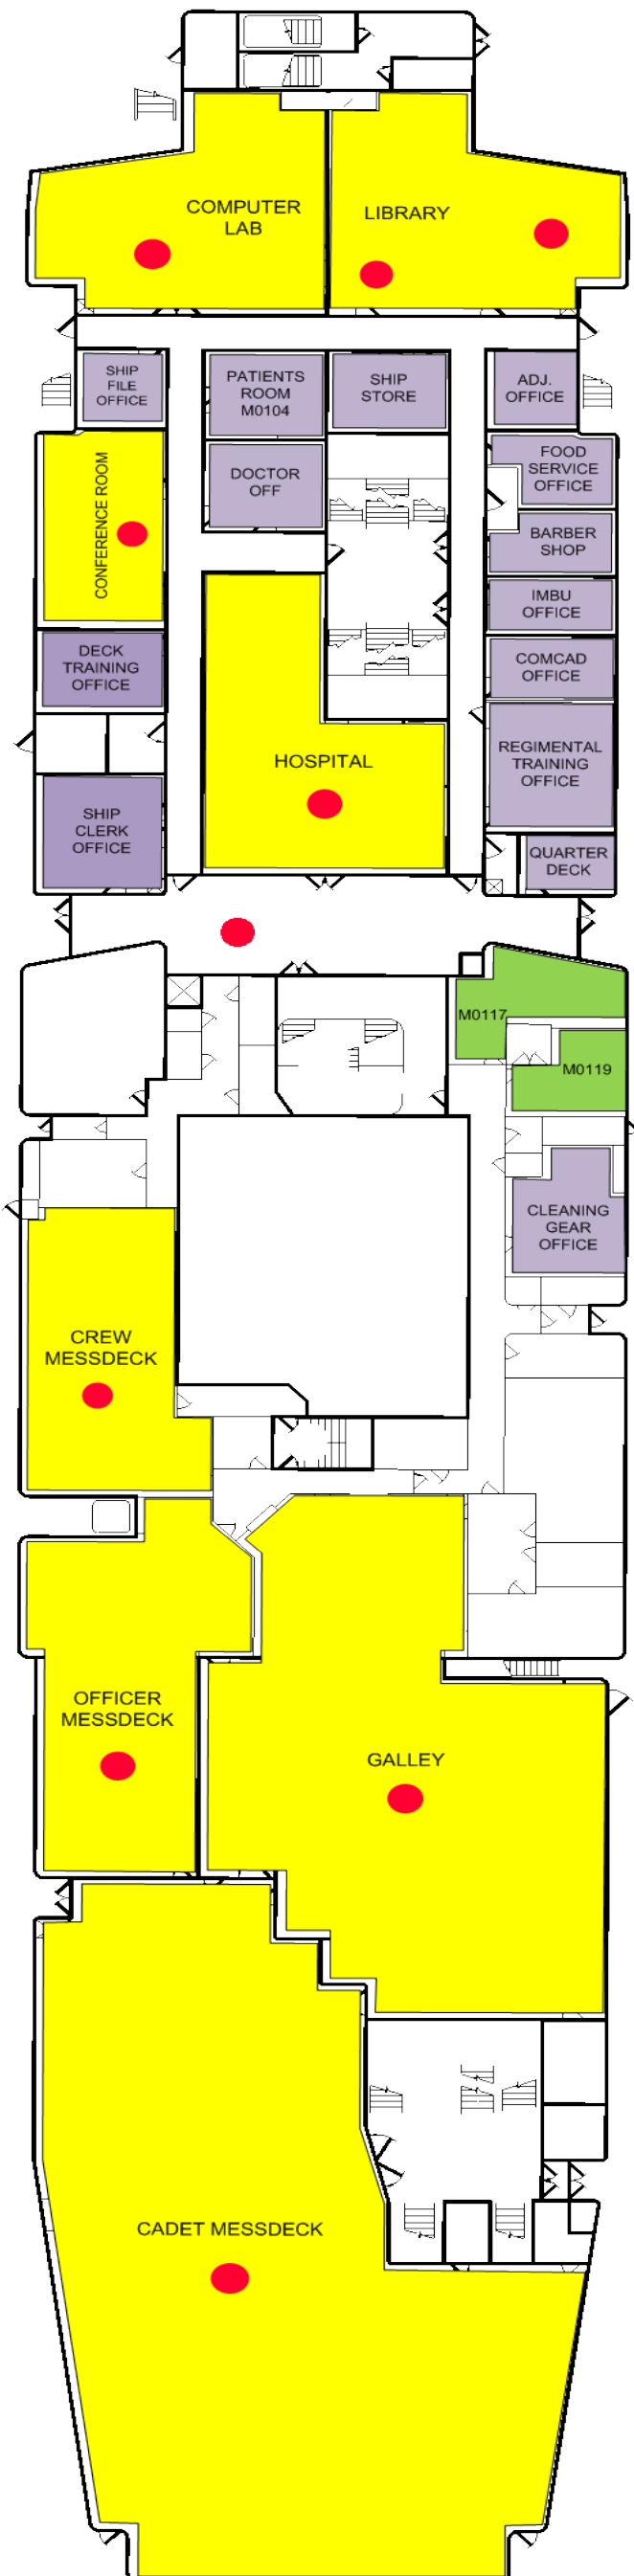 COMPUTER
LAB
LIBRARY
SHIP
FILE
OFFICE
PATIENTS
ROOM
M0104
SHIP
STORE
ADJ.
OFFICE
CONFERENCE ROOM
DOCTOR
OFF
FOOD
SERVICE
OFFICE
BARBER
SHOP
IMBU
OFFICE
DECK
TRAINING
OFFICE
COMCAD
OFFICE
HOSPITAL
REGIMENTAL
TRAINING
OFFICE
SHIP
CLERK
OFFICE
QUARTER
DECK
M0117
M0119
CLEANING
GEAR
OFFICE
CREW
MESSDECK
OFFICER
MESSDECK
GALLEY
CADET MESSDECK